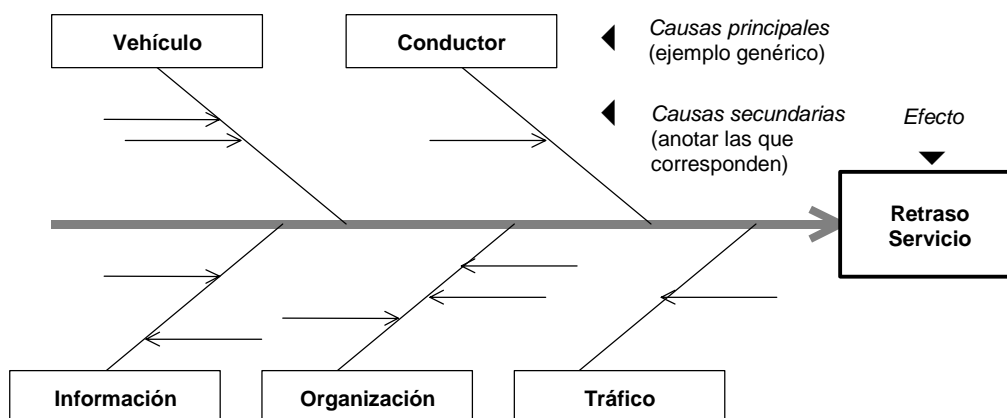 Vehículo
Conductor
Causas principales
(ejemplo genérico)
Causas secundarias
(anotar las que
corresponden)
Efecto
Retraso
Servicio
Información
Organización
Tráfico